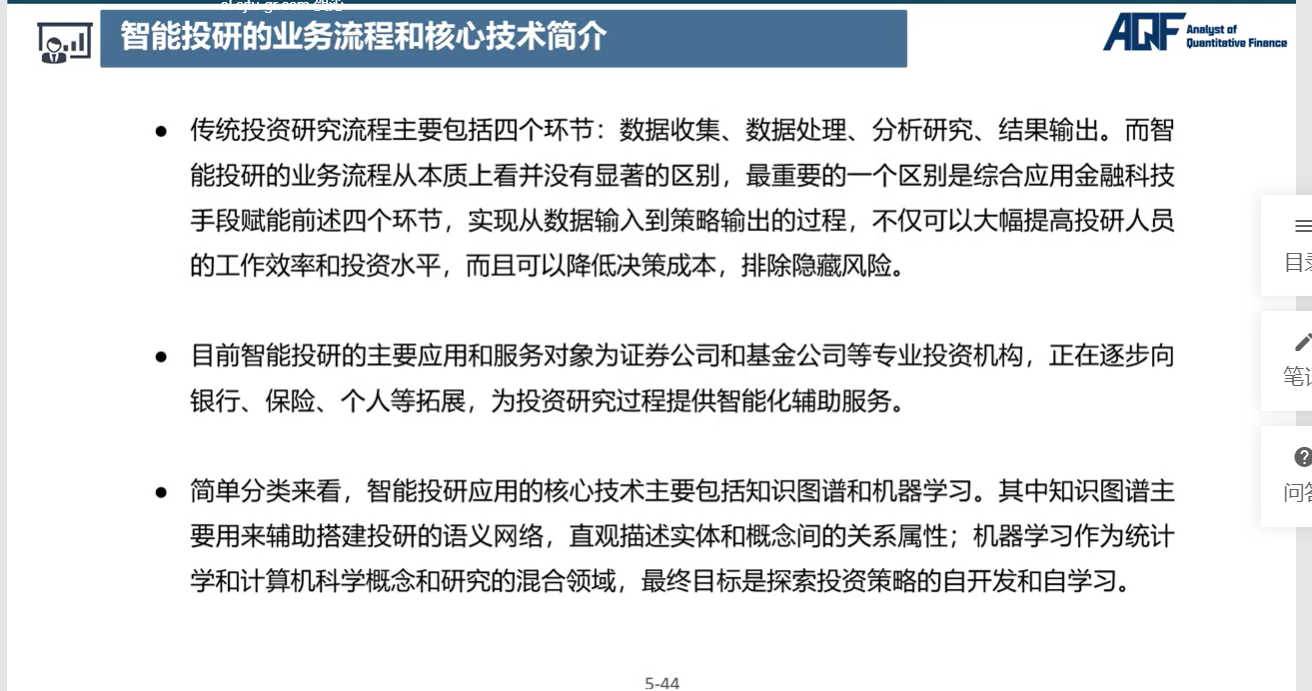 智能投研的业务流程和核心技术简介
AQF Analyst of
Quantitative Finance
● 传统投资研究流程主要包括四个环节：数据收集、数据处理、分析研究、结果输出。而智
能投研的业务流程从本质上看并没有显著的区别，最重要的一个区别是综合应用金融科技
手段赋能前述四个环节，实现从数据输入到策略输出的过程，不仅可以大幅提高投研人员
的工作效率和投资水平，而且可以降低决策成本，排除隐藏风险。
● 目前智能投研的主要应用和服务对象为证券公司和基金公司等专业投资机构，正在逐步向
银行、保险、个人等拓展，为投资研究过程提供智能化辅助服务。
● 简单分类来看，智能投研应用的核心技术主要包括知识图谱和机器学习。其中知识图谱主
要用来辅助搭建投研的语义网络，直观描述实体和概念间的关系属性；机器学习作为统计
学和计算机科学概念和研究的混合领域，最终目标是探索投资策略的自开发和自学习。
目录
笔记
问答
5-44